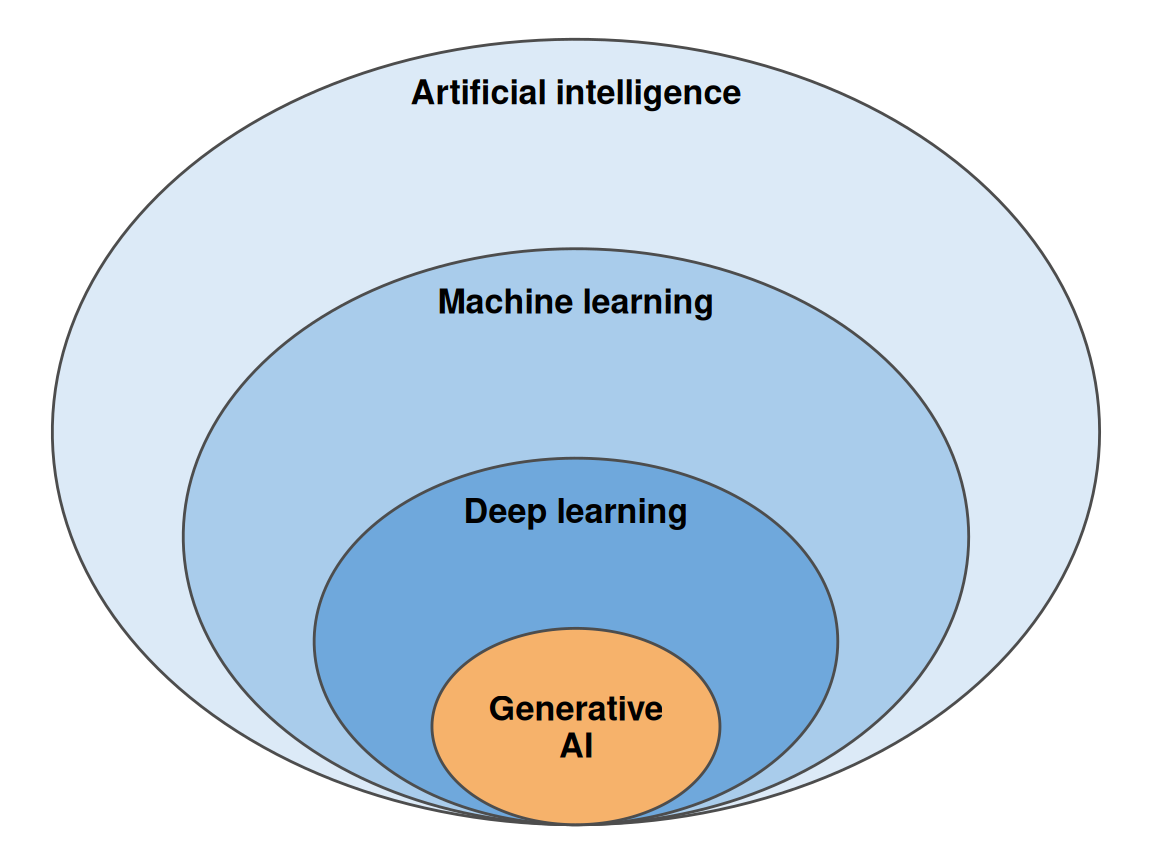 Artificial intelligence
Machine learning
Deep learning
Generative
AI